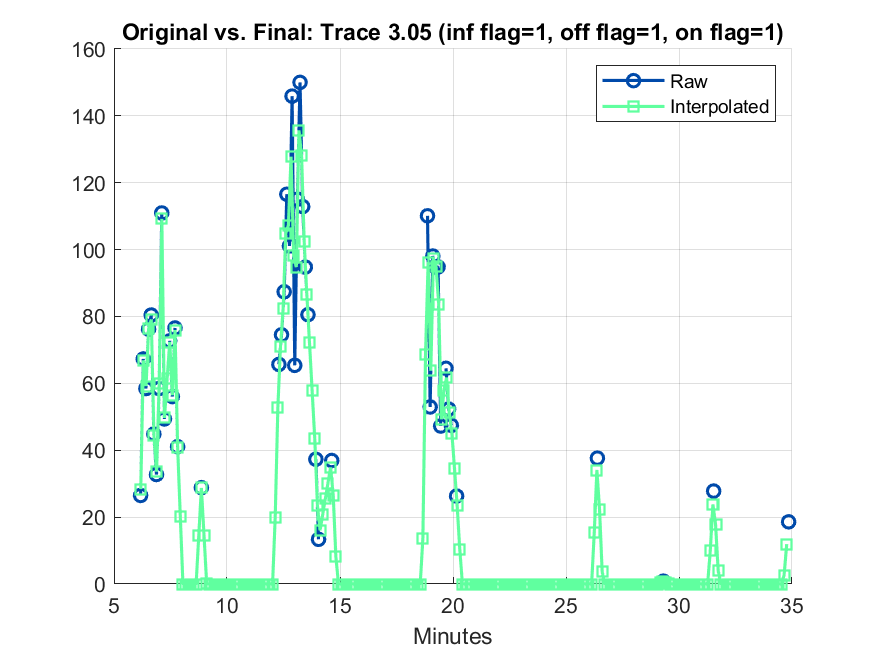 Original vs. Final: Trace 3.05 (inf flag=1, off flag=1, on flag=1)
160
140
120
100
80
60
40
20
0
Raw
Interpolated
5 10 15 20 25 30 35
Minutes